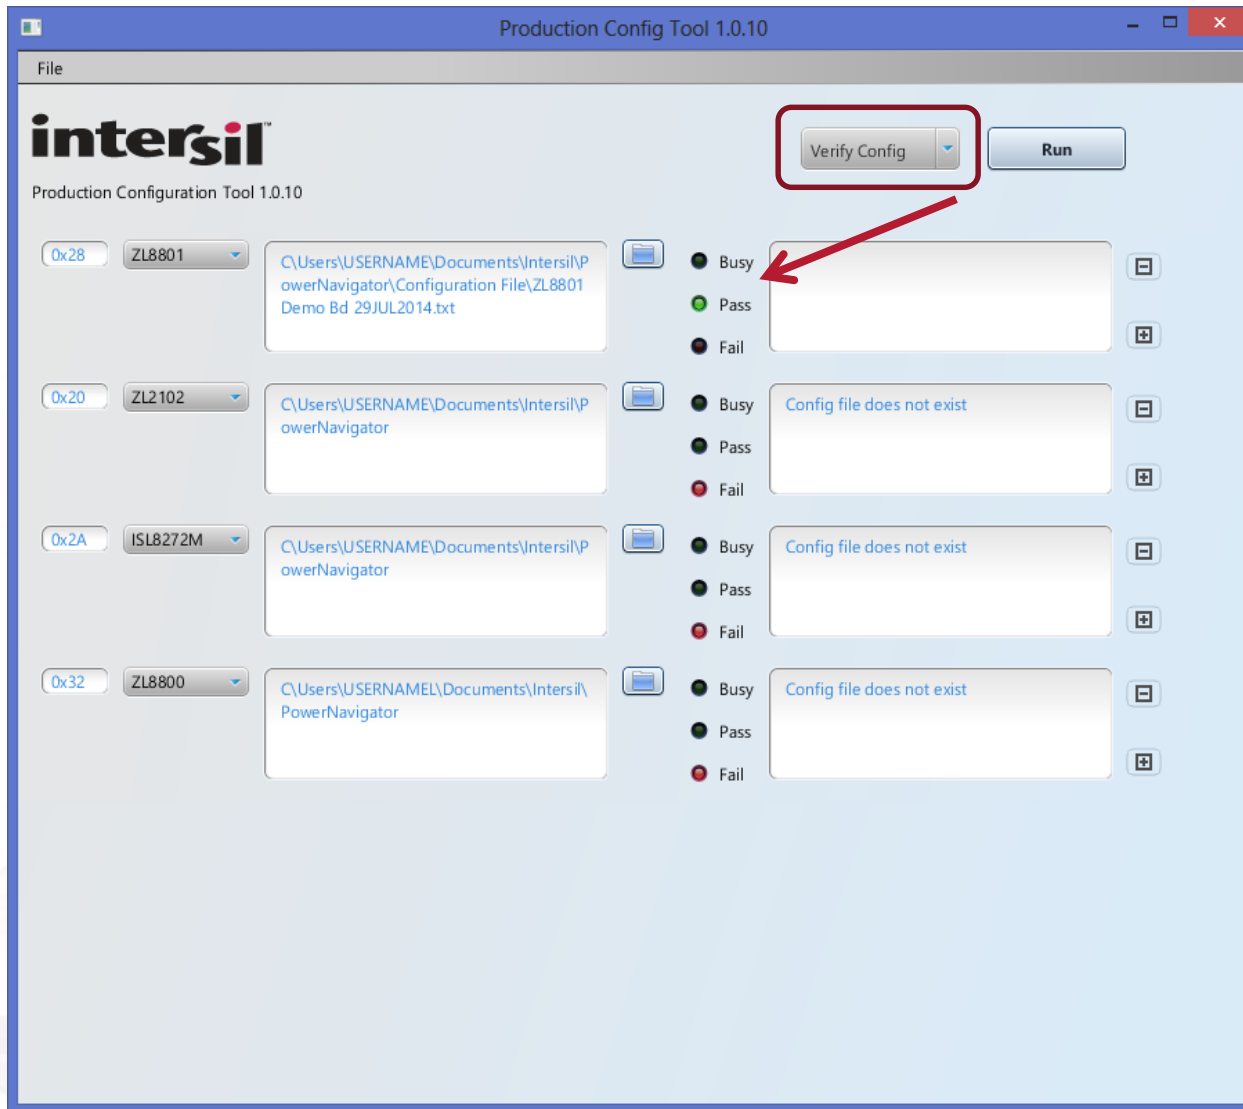 Production Config Tool 1.0.10
File
intersil™
Verify Config
Run
Production Configuration Tool 1.0.10
0x28
ZL8801
C\Users\USERNAME\Documents\Intersil\P
owerNavigator\Configuration File\ZL8801
Demo Bd 29JUL2014.txt
Busy
Pass
Fail
0x20
ZL2102
C\Users\USERNAME\Documents\Intersil\P
owerNavigator
Busy
Pass
Fail
Config file does not exist
0x2A
ISL8272M
C\Users\USERNAME\Documents\Intersil\P
owerNavigator
Busy
Pass
Fail
Config file does not exist
0x32
ZL8800
C\Users\USERNAMEL\Documents\Intersil\
PowerNavigator
Busy
Pass
Fail
Config file does not exist